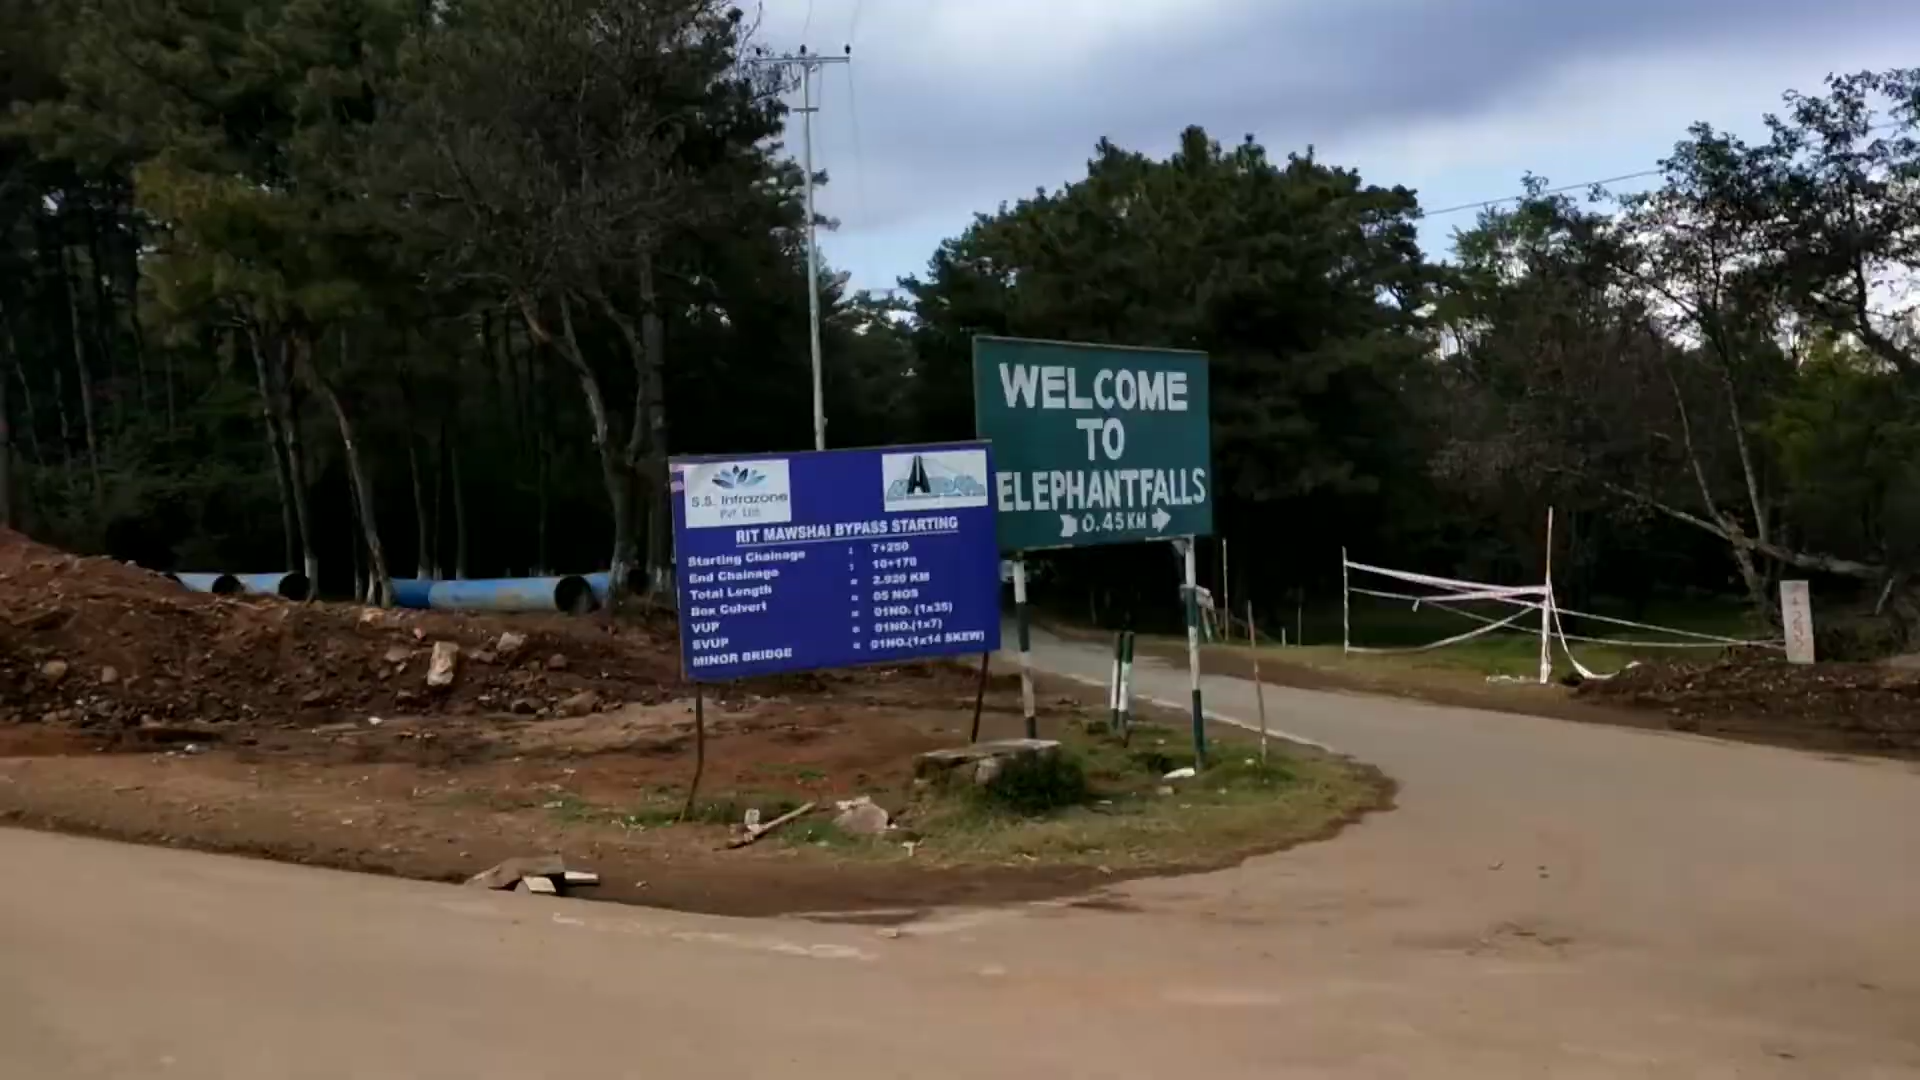 S.S. Infrazone
Pvt. Ltd.
RIT MAWSHAI BYPASS STARTING
Starting Chainage : 7+250
End Chainage : 10+170
Total Length = 2.920 KM
Box Culvert = 05 NOS
VUP = 01NO. (1x35)
SVUP = 01NO.(1x7)
MINOR BRIDGE = 01NO.(1x14 SKEW)
WELCOME
TO
ELEPHANTFALLS
0.45 KM